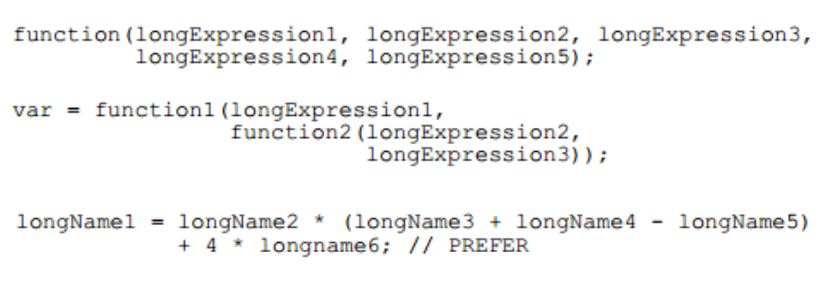 function(longExpression1, longExpression2, longExpression3,
         longExpression4, longExpression5);
var = function1(longExpression1,
                function2(longExpression2,
                          longExpression3));
longName1 = longName2 * (longName3 + longName4 - longName5)
            + 4 * longname6; // PREFER